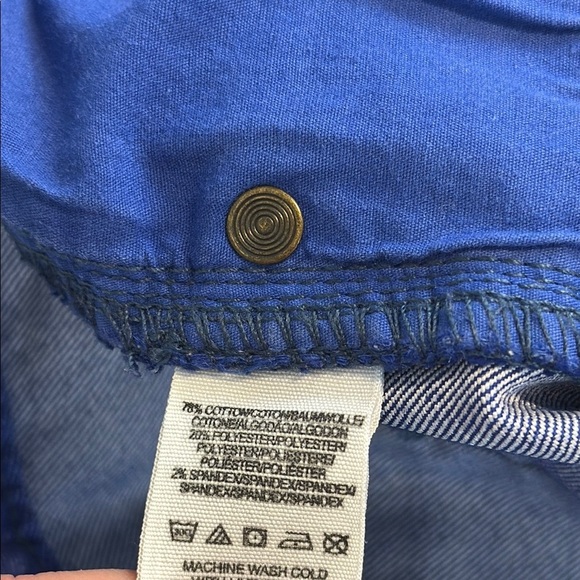 78% COTTON/COTON/BAUMWOLLE/
COTONE/ALGODÃO/ALGODÓN
20% POLYESTER/POLYESTER/
POLYESTER/POLIESTERE/
POLIÉSTER/POLIÉSTER
2% SPANDEX/SPANDEX/SPANDEX/
SPANDEX/SPANDEX/SPANDEX
MACHINE WASH COLD